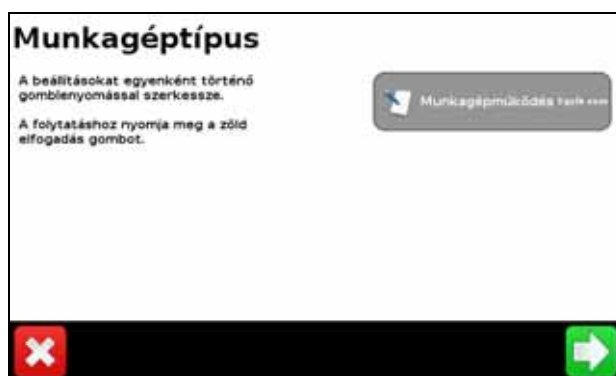 Munkagéptípus
A beállításokat egyenként történő
gomblenyomással szerkessze.
A folytatáshoz nyomja meg a zöld
elfogadás gombot.
Munkagépműködés